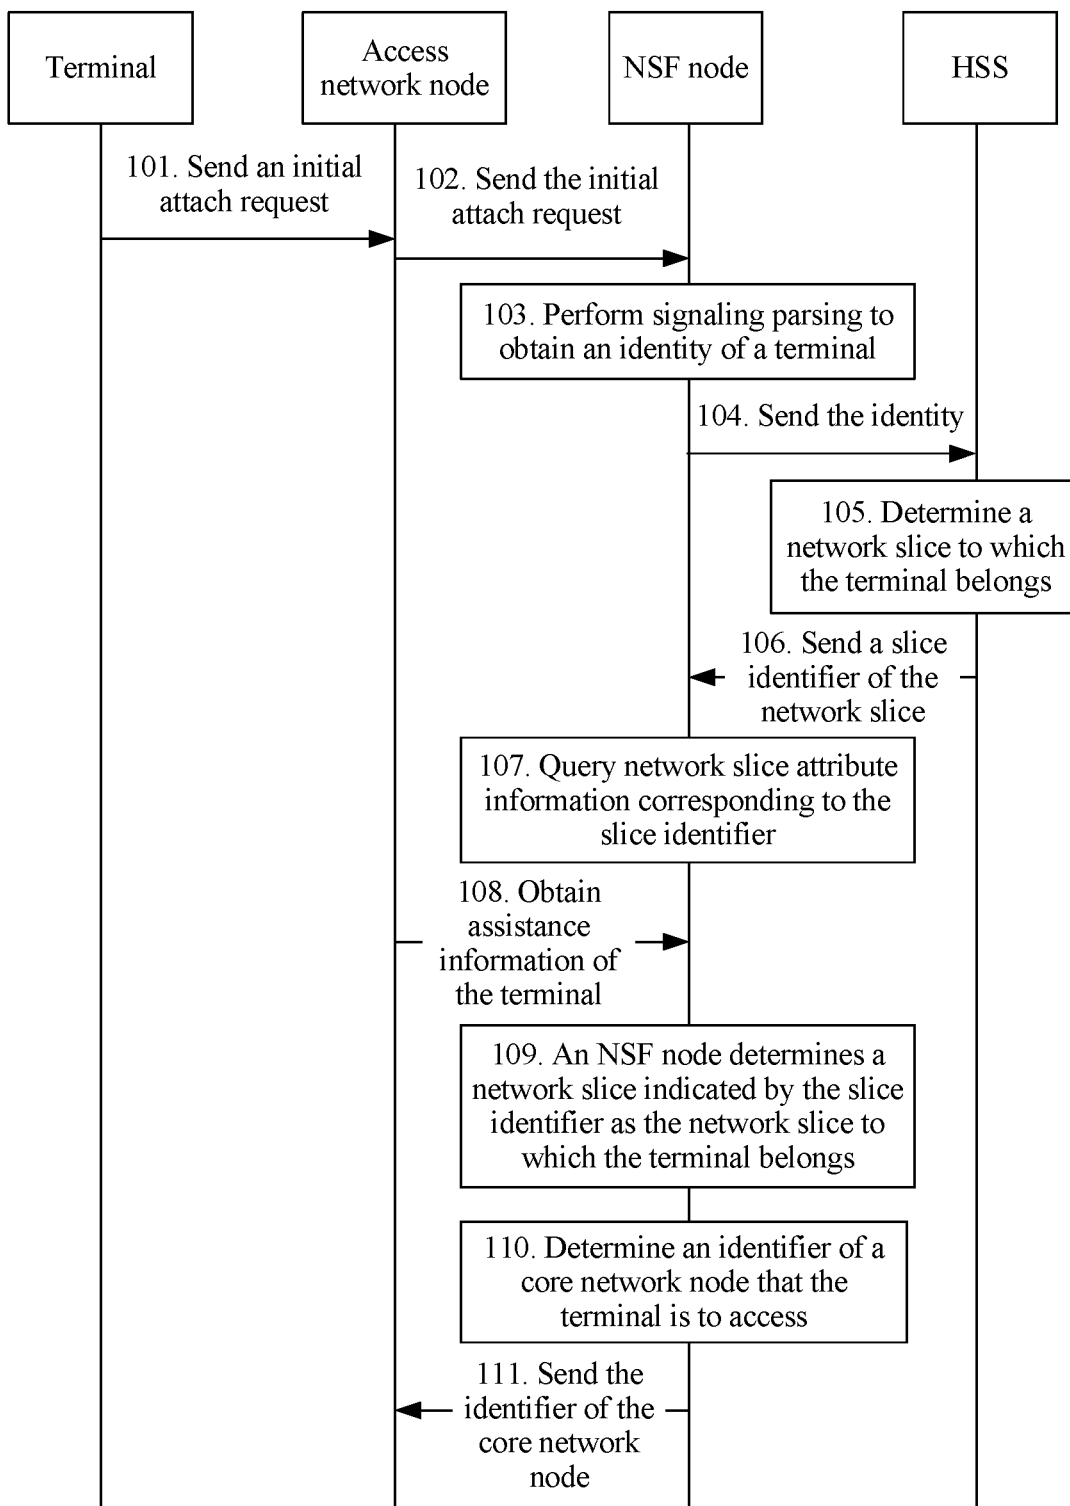 Terminal
Access
network node
NSF node
HSS
101. Send an initial
attach request
102. Send the initial
attach request
103. Perform signaling parsing to
obtain an identity of a terminal
104. Send the identity
105. Determine a
network slice to which
the terminal belongs
106. Send a slice
identifier of the
network slice
107. Query network slice attribute
information corresponding to the
slice identifier
108. Obtain
assistance
information of
the terminal
109. An NSF node determines a
network slice indicated by the slice
identifier as the network slice to
which the terminal belongs
110. Determine an identifier of a
core network node that the
terminal is to access
111. Send the
identifier of the
core network
node